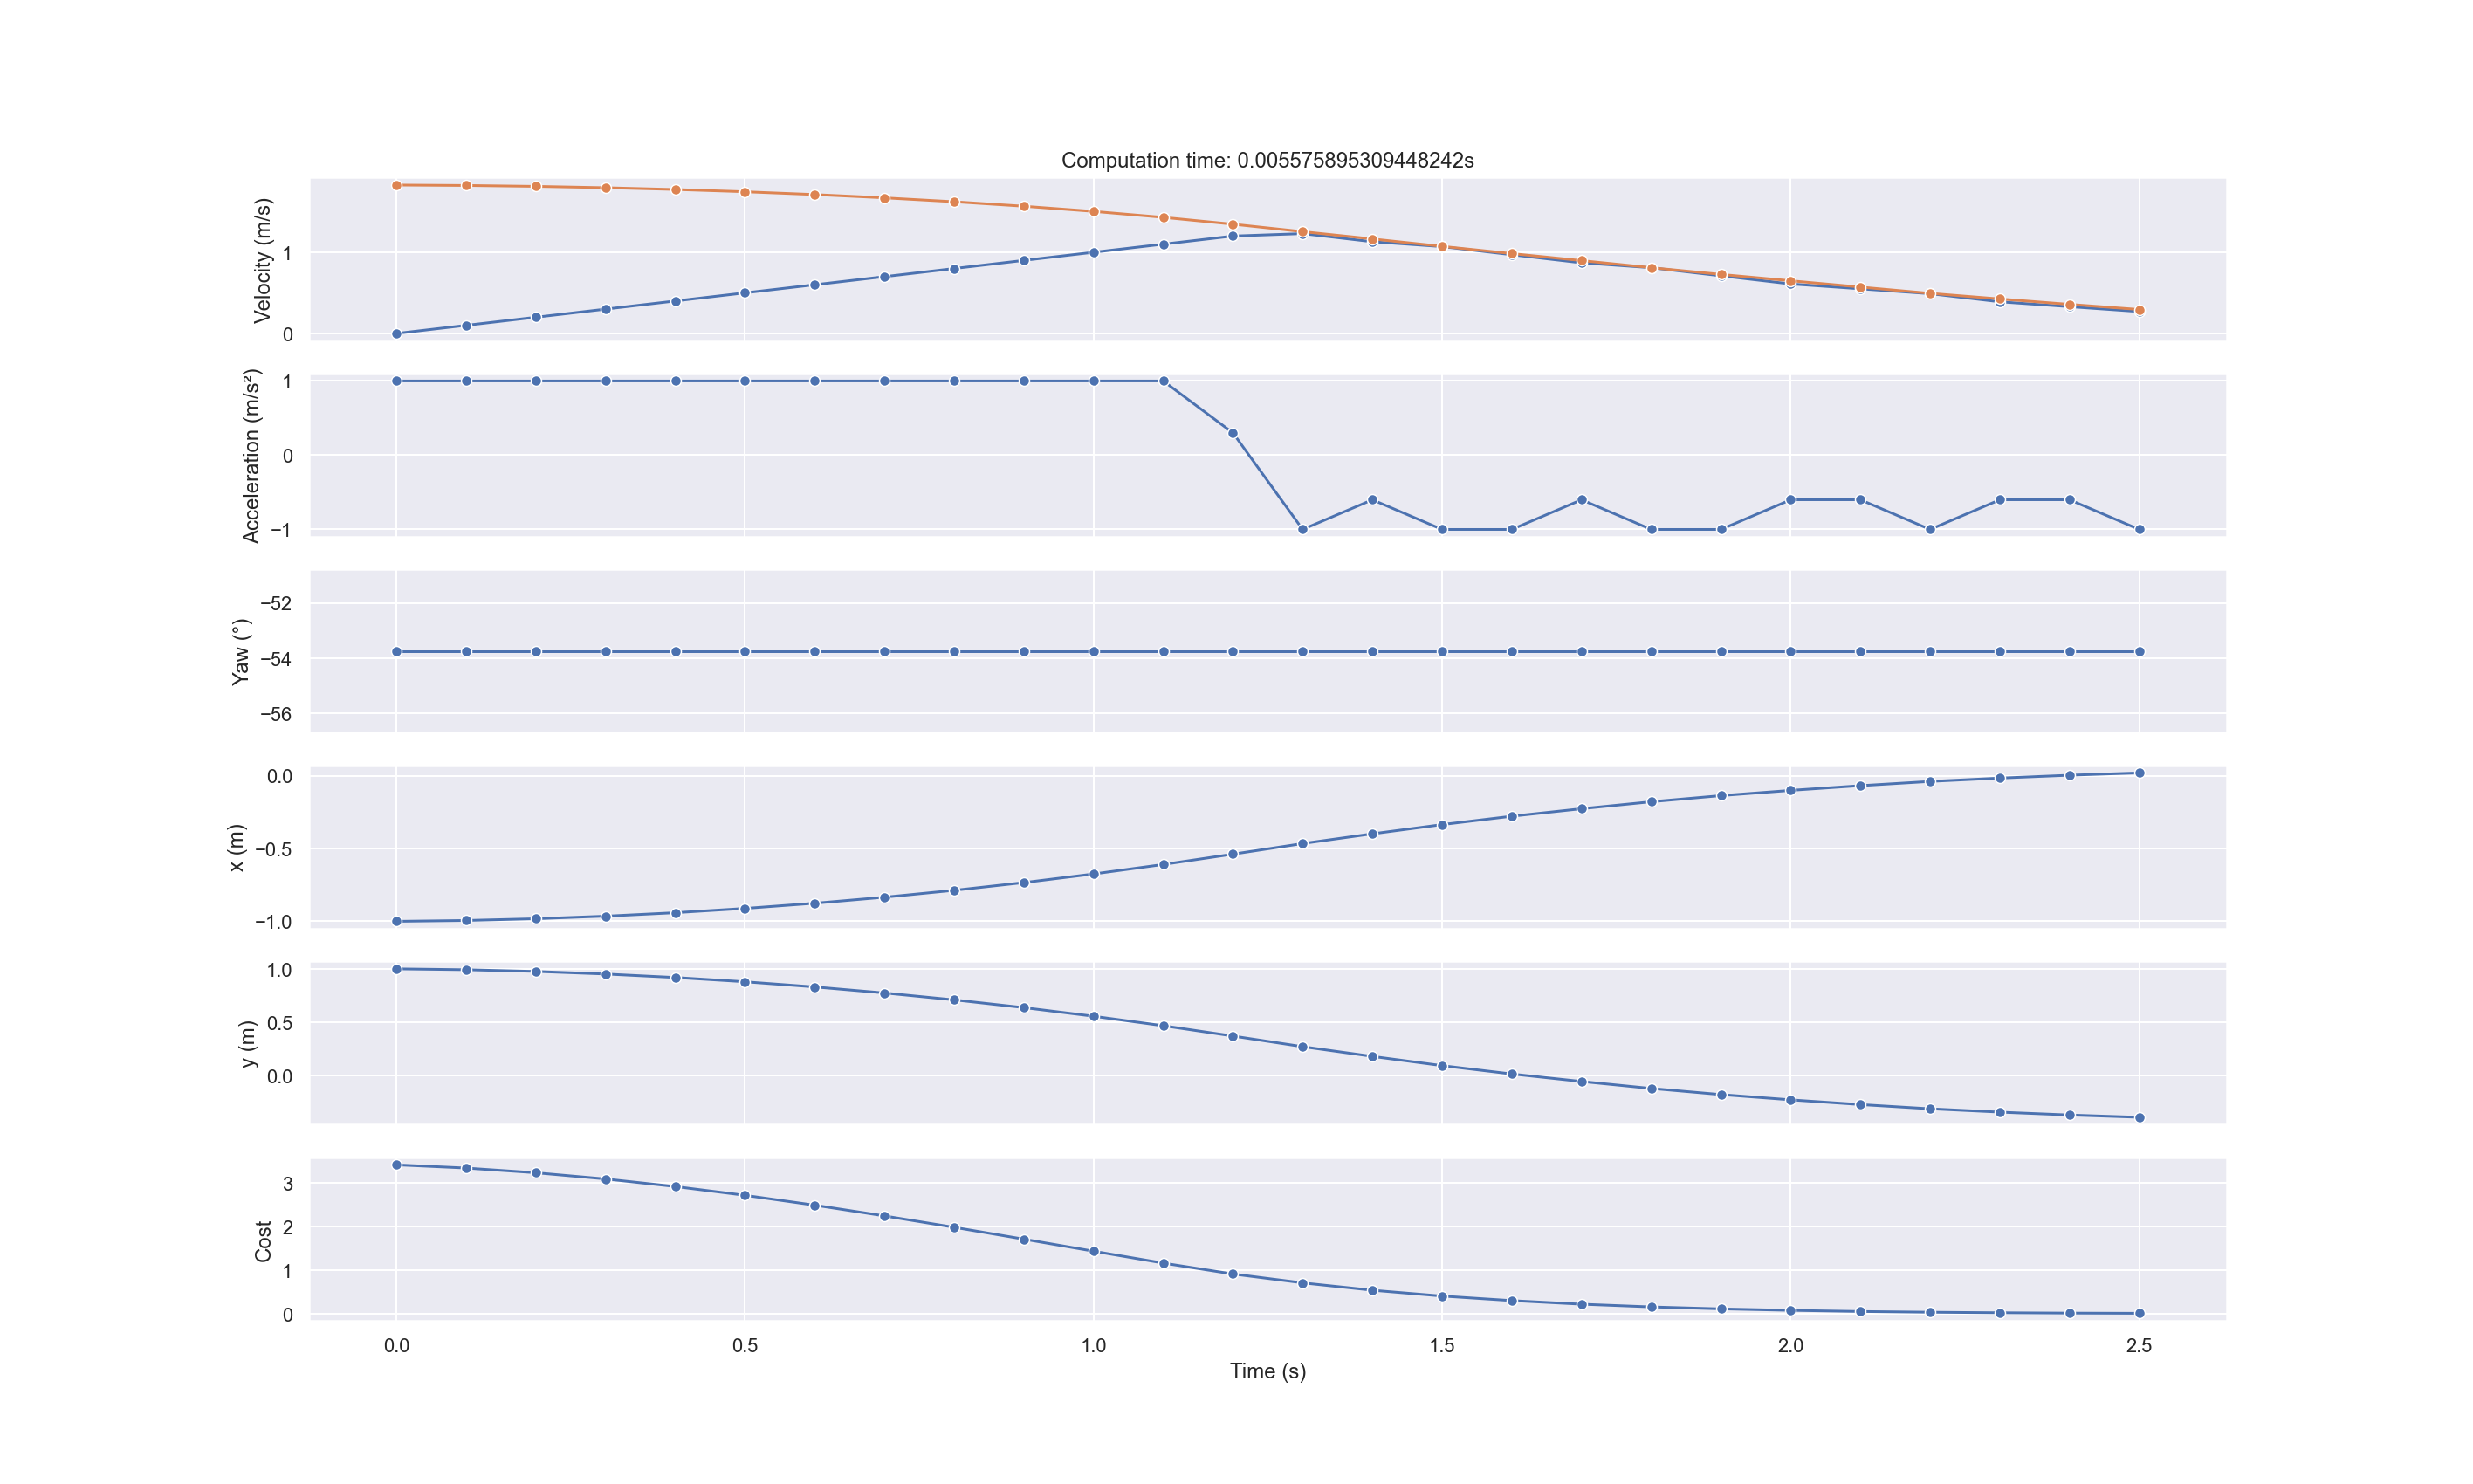 Computation time: 0.005575895309448242s
Velocity (m/s)
1
0
Acceleration (m/s²)
1
0
−1
Yaw (°)
−52
−54
−56
x (m)
0.0
−0.5
−1.0
y (m)
1.0
0.5
0.0
Cost
3
2
1
0
0.0 0.5 1.0 1.5 2.0 2.5
Time (s)